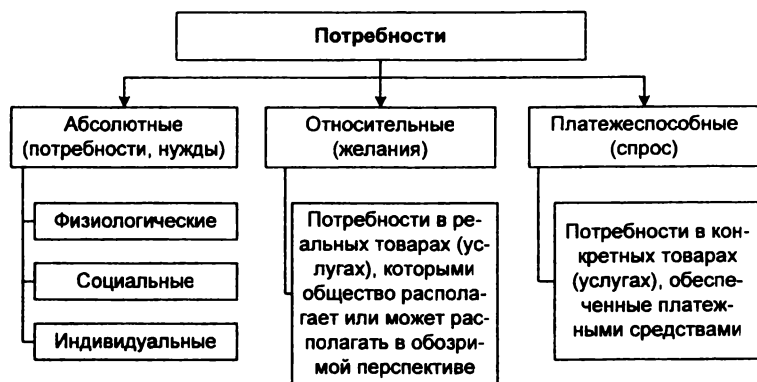 Потребности
Абсолютные
(потребности, нужды)
Физиологические
Социальные
Индивидуальные
Относительные
(желания)
Потребности в ре-
альных товарах (ус-
лугах), которыми
общество распола-
гает или может рас-
полагать в обозри-
мой перспективе
Платежеспособные
(спрос)
Потребности в кон-
кретных товарах
(услугах), обеспе-
ченные платеж-
ными средствами